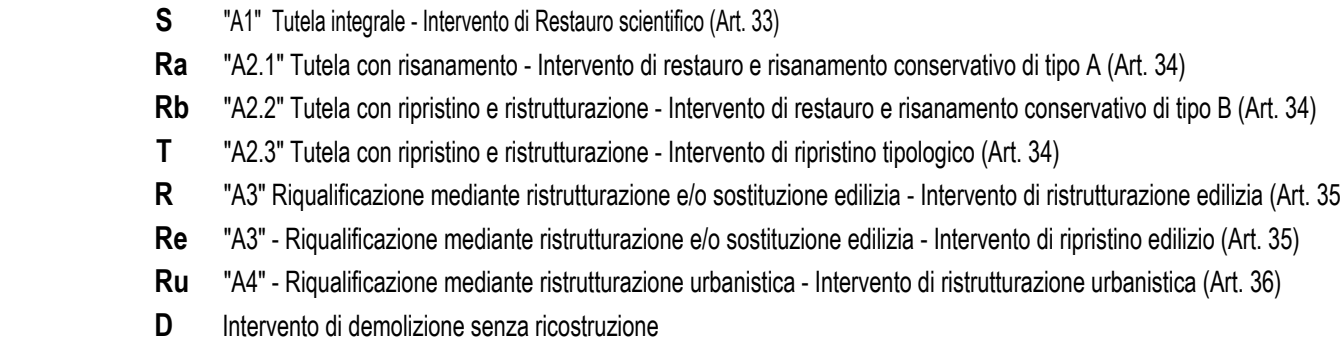 S "A1" Tutela integrale - Intervento di Restauro scientifico (Art. 33)
Ra "A2.1" Tutela con risanamento - Intervento di restauro e risanamento conservativo di tipo A (Art. 34)
Rb "A2.2" Tutela con ripristino e ristrutturazione - Intervento di restauro e risanamento conservativo di tipo B (Art. 34)
T "A2.3" Tutela con ripristino e ristrutturazione - Intervento di ripristino tipologico (Art. 34)
R "A3" Riqualificazione mediante ristrutturazione e/o sostituzione edilizia - Intervento di ristrutturazione edilizia (Art. 35
Re "A3" - Riqualificazione mediante ristrutturazione e/o sostituzione edilizia - Intervento di ripristino edilizio (Art. 35)
Ru "A4" - Riqualificazione mediante ristrutturazione urbanistica - Intervento di ristrutturazione urbanistica (Art. 36)
D Intervento di demolizione senza ricostruzione